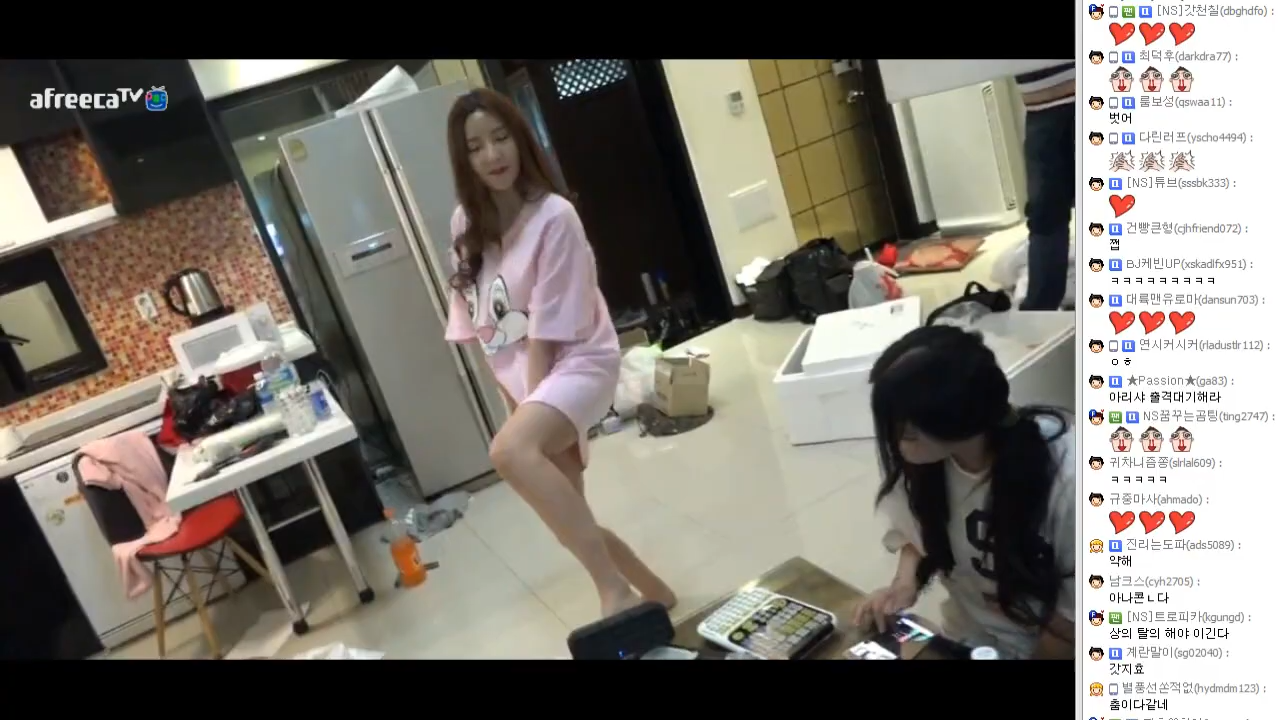 afreecaTV
[NS]갓천칠(dbghdfo) :
최덕후(darkdra77) :
룸보성(qswaa11) :
벗어
다린러프(yscho4494) :
[NS]튜브(sssbk333) :
건빵큰형(cjhfriend072) :
쨉
BJ케빈UP(xskadlfx951) :
ㅋㅋㅋㅋㅋㅋㅋㅋㅋ
대륙맨유로마(dansun703) :
연시커시커(rladustlr112) :
ㅇㅎ
★Passion★(ga83) :
아리샤 출격대기해라
NS꿈꾸는곰팅(ting2747) :
귀차니즘쫑(slrlal609) :
ㅋㅋㅋㅋㅋ
규중마사(ahmado) :
진리는도파(ads5089) :
약해
남크스(cyh2705) :
아나콘ㄴ다
[NS]트로피카(kgungd) :
상의 탈의 해야 이긴다
계란말이(sg02040) :
갓지효
별풍선쏜적없(hydmdm123) :
춤이다같네